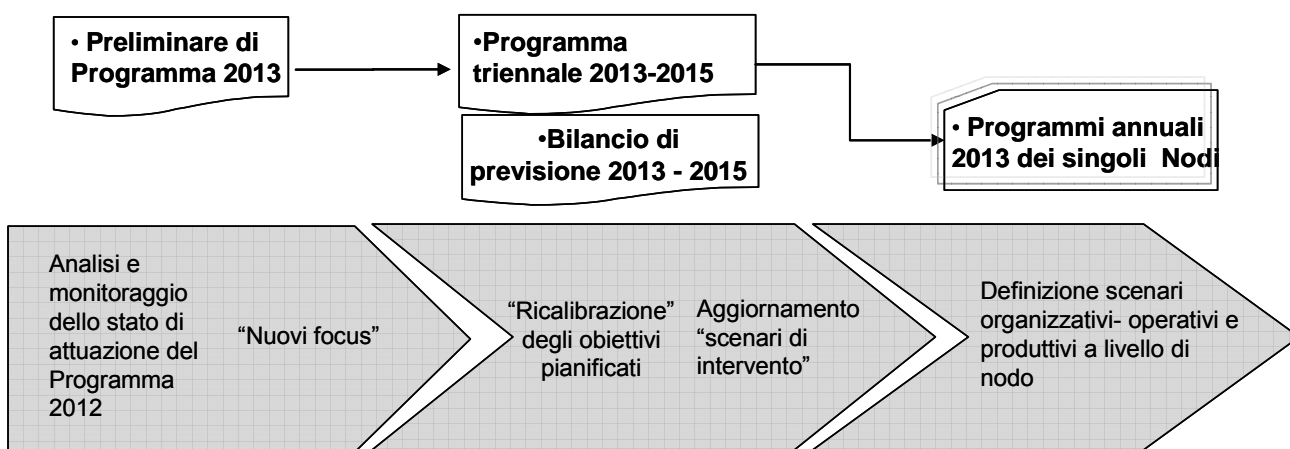 • Preliminare di
Programma 2013
•Programma
triennale 2013-2015
•Bilancio di
previsione 2013 - 2015
• Programmi annuali
2013 dei singoli Nodi
Analisi e
monitoraggio
dello stato di
attuazione del
Programma
2012
“Nuovi focus”
“Ricalibrazione”
degli obiettivi
pianificati
Aggiornamento
“scenari di
intervento”
Definizione scenari
organizzativi- operativi e
produttivi a livello di
nodo